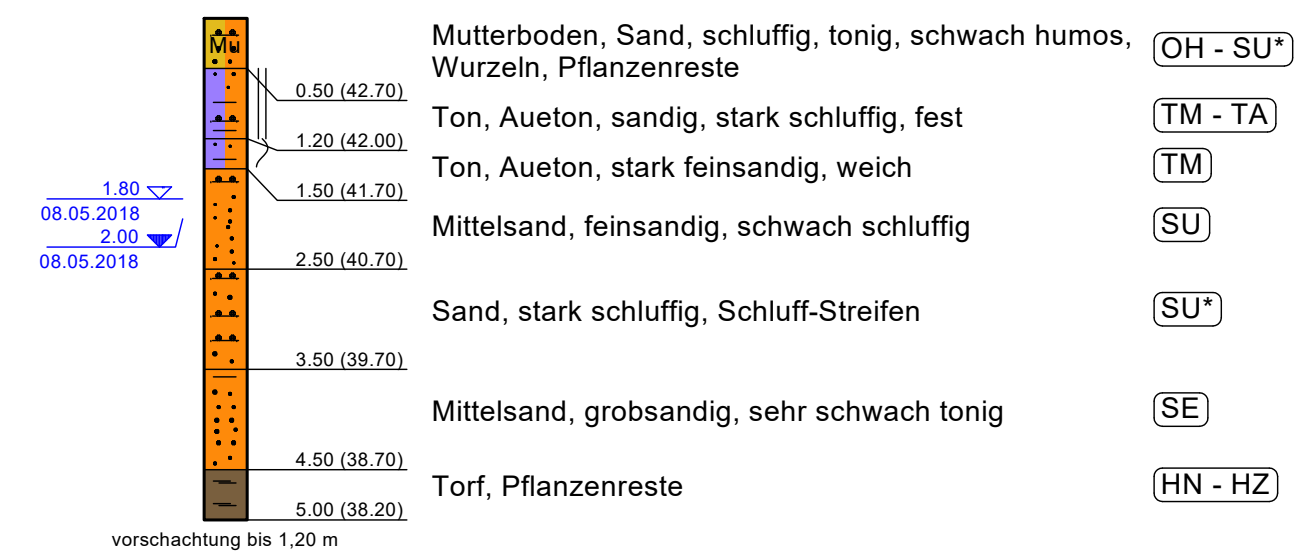 Mu
Mutterboden, Sand, schluffig, tonig, schwach humos,
Wurzeln, Pflanzenreste
OH - SU*
0.50 (42.70)
Ton, Aueton, sandig, stark schluffig, fest
TM - TA
1.20 (42.00)
Ton, Aueton, stark feinsandig, weich
TM
1.50 (41.70)
1.80
08.05.2018
2.00
08.05.2018
Mittelsand, feinsandig, schwach schluffig
SU
2.50 (40.70)
Sand, stark schluffig, Schluff-Streifen
SU*
3.50 (39.70)
Mittelsand, grobsandig, sehr schwach tonig
SE
4.50 (38.70)
Torf, Pflanzenreste
HN - HZ
5.00 (38.20)
vorschachtung bis 1,20 m